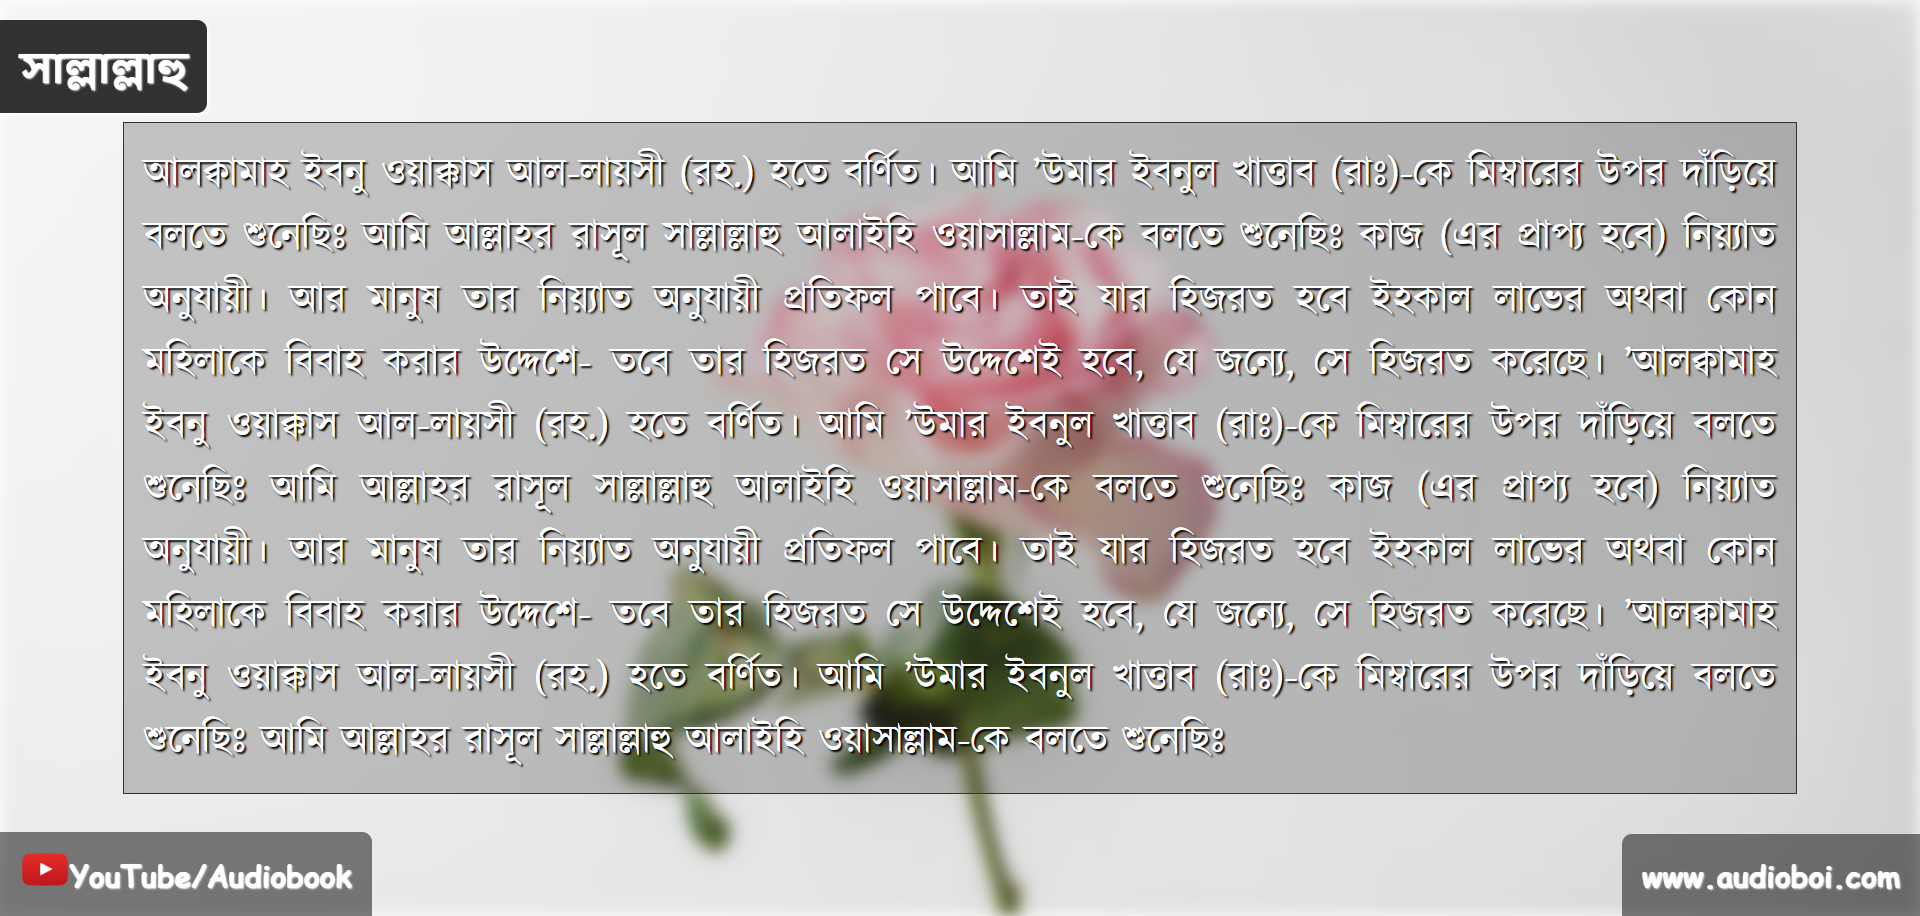 সাল্লাল্লাহু
আলক্বামাহ ইবনু ওয়াক্কাস আল-লায়সী (রহ.) হতে বর্ণিত। আমি ’উমার ইবনুল খাত্তাব (রাঃ)-কে মিম্বারের উপর দাঁড়িয়ে
বলতে শুনেছিঃ আমি আল্লাহর রাসূল সাল্লাল্লাহু আলাইহি ওয়াসাল্লাম-কে বলতে শুনেছিঃ কাজ (এর প্রাপ্য হবে) নিয়্যাত
অনুযায়ী। আর মানুষ তার নিয়্যাত অনুযায়ী প্রতিফল পাবে। তাই যার হিজরত হবে ইহকাল লাভের অথবা কোন
মহিলাকে বিবাহ করার উদ্দেশে- তবে তার হিজরত সে উদ্দেশেই হবে, যে জন্যে, সে হিজরত করেছে। ’আলক্বামাহ
ইবনু ওয়াক্কাস আল-লায়সী (রহ.) হতে বর্ণিত। আমি ’উমার ইবনুল খাত্তাব (রাঃ)-কে মিম্বারের উপর দাঁড়িয়ে বলতে
শুনেছিঃ আমি আল্লাহর রাসূল সাল্লাল্লাহু আলাইহি ওয়াসাল্লাম-কে বলতে শুনেছিঃ কাজ (এর প্রাপ্য হবে) নিয়্যাত
অনুযায়ী। আর মানুষ তার নিয়্যাত অনুযায়ী প্রতিফল পাবে। তাই যার হিজরত হবে ইহকাল লাভের অথবা কোন
মহিলাকে বিবাহ করার উদ্দেশে- তবে তার হিজরত সে উদ্দেশেই হবে, যে জন্যে, সে হিজরত করেছে। ’আলক্বামাহ
ইবনু ওয়াক্কাস আল-লায়সী (রহ.) হতে বর্ণিত। আমি ’উমার ইবনুল খাত্তাব (রাঃ)-কে মিম্বারের উপর দাঁড়িয়ে বলতে
শুনেছিঃ আমি আল্লাহর রাসূল সাল্লাল্লাহু আলাইহি ওয়াসাল্লাম-কে বলতে শুনেছিঃ
YouTube/Audiobook
www.audioboi.com